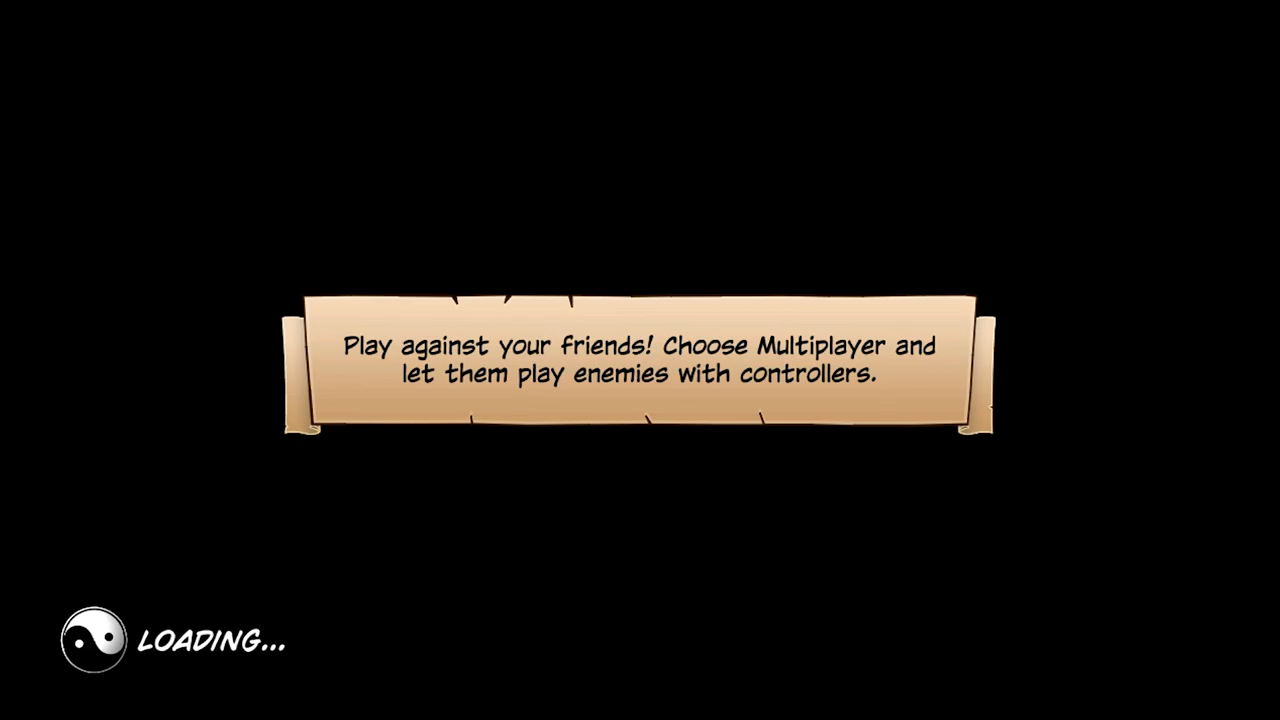 Play against your friends! Choose Multiplayer and
let them play enemies with controllers.
LOADING...